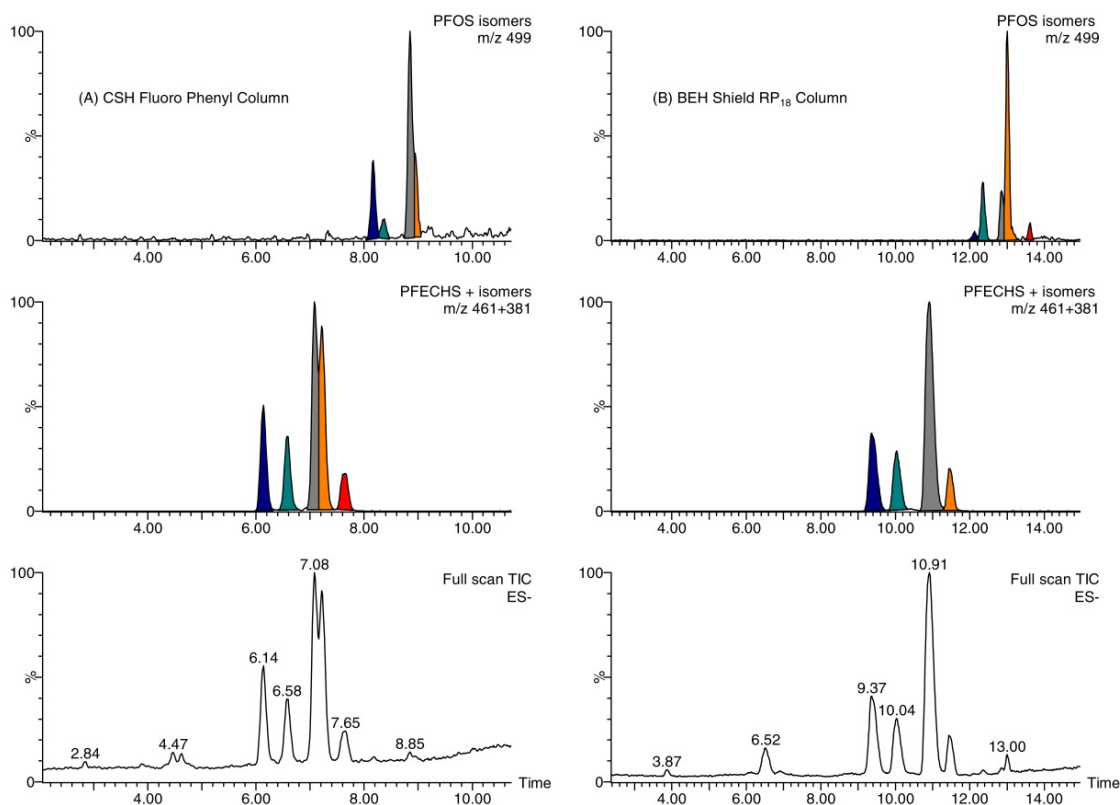 PFOS isomers
m/z 499
100
(A) CSH Fluoro Phenyl Column
%
0
4.00 6.00 8.00 10.00
PFECHS + isomers
m/z 461+381
100
%
0
4.00 6.00 8.00 10.00
Full scan TIC
ES-
100
7.08
6.14
6.58
7.65
8.85
4.47
2.84
%
0
Time
4.00 6.00 8.00 10.00
PFOS isomers
m/z 499
100
(B) BEH Shield RP18 Column
%
0
4.00 6.00 8.00 10.00 12.00 14.00
PFECHS + isomers
m/z 461+381
100
%
0
4.00 6.00 8.00 10.00 12.00 14.00
Full scan TIC
ES-
100
10.91
9.37
10.04
13.00
6.52
3.87
%
0
Time
4.00 6.00 8.00 10.00 12.00 14.00